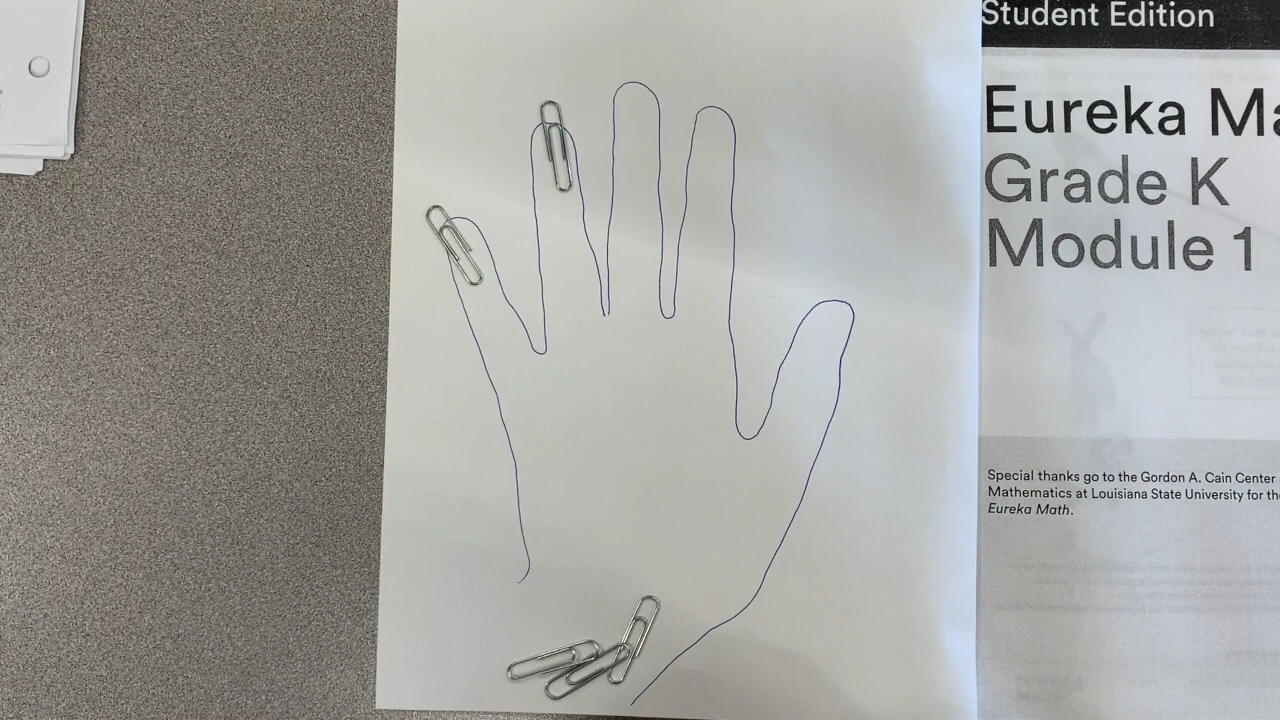 Student Edition
Eureka Ma
Grade K
Module 1
Special thanks go to the Gordon A. Cain Center
Mathematics at Louisiana State University for the
Eureka Math.